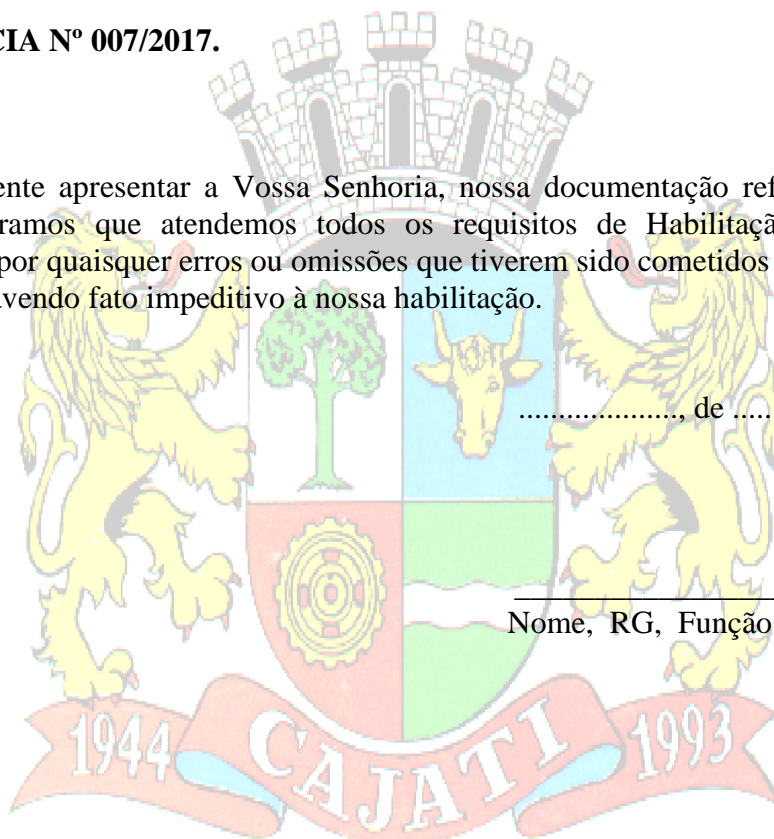 CIA Nº 007/2017.
ente apresentar a Vossa Senhoria, nossa documentação ref
ramos que atendemos todos os requisitos de Habilitaçã
por quaisquer erros ou omissões que tiverem sido cometidos
avendo fato impeditivo à nossa habilitação.
...................., de .....
____________________
Nome, RG, Função
1944 CAJATI 1993